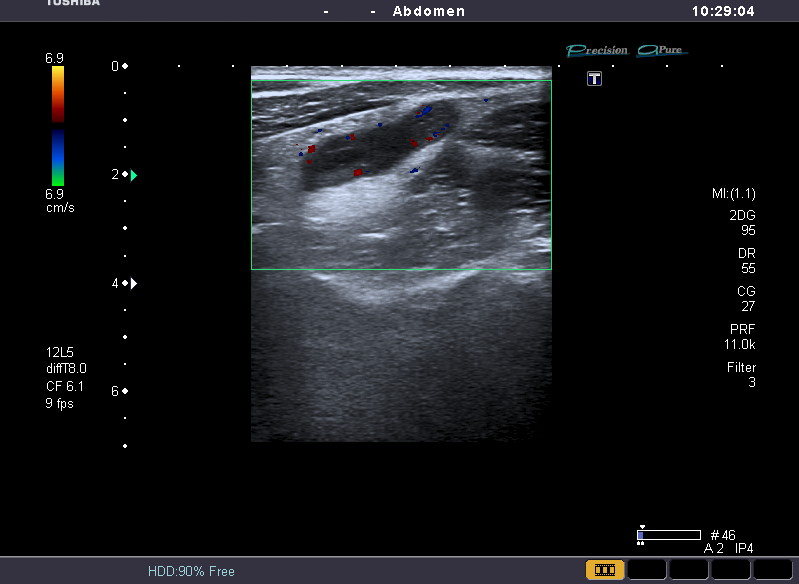 TOSHIBA
- - Abdomen 10:29:04
Precision APure
T
6.9
6.9
cm/s
0
2
4
6
MI:(1.1)
2DG
95
DR
55
CG
27
PRF
11.0k
Filter
3
12L5
diffT8.0
CF 6.1
9 fps
#46
A 2 IP4
HDD:90% Free